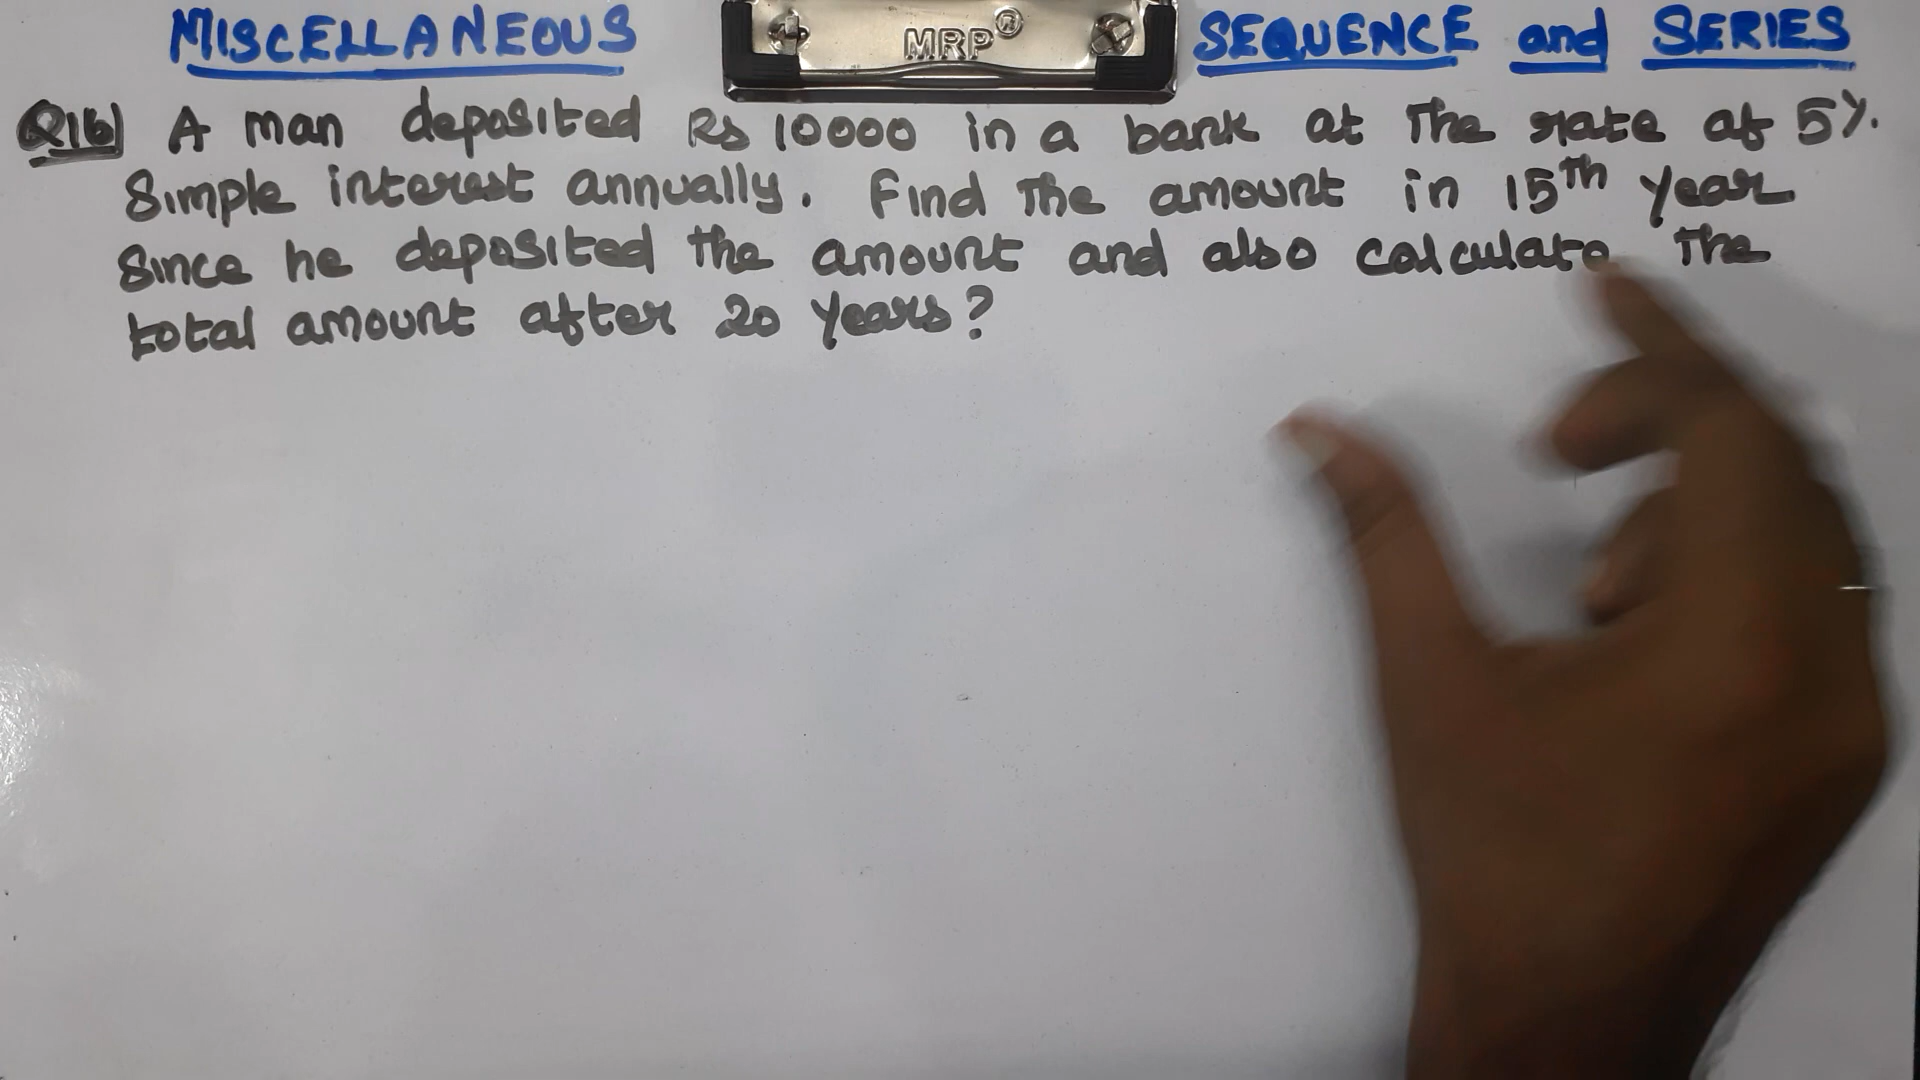 MISCELLANEOUS
MRP®
SEQUENCE and SERIES
Q16) A man deposited Rs 10000 in a bank at The rate of 5%.
Simple interest annually. Find The amount in 15th year
Since he deposited the amount and also calculate The
total amount after 20 years?